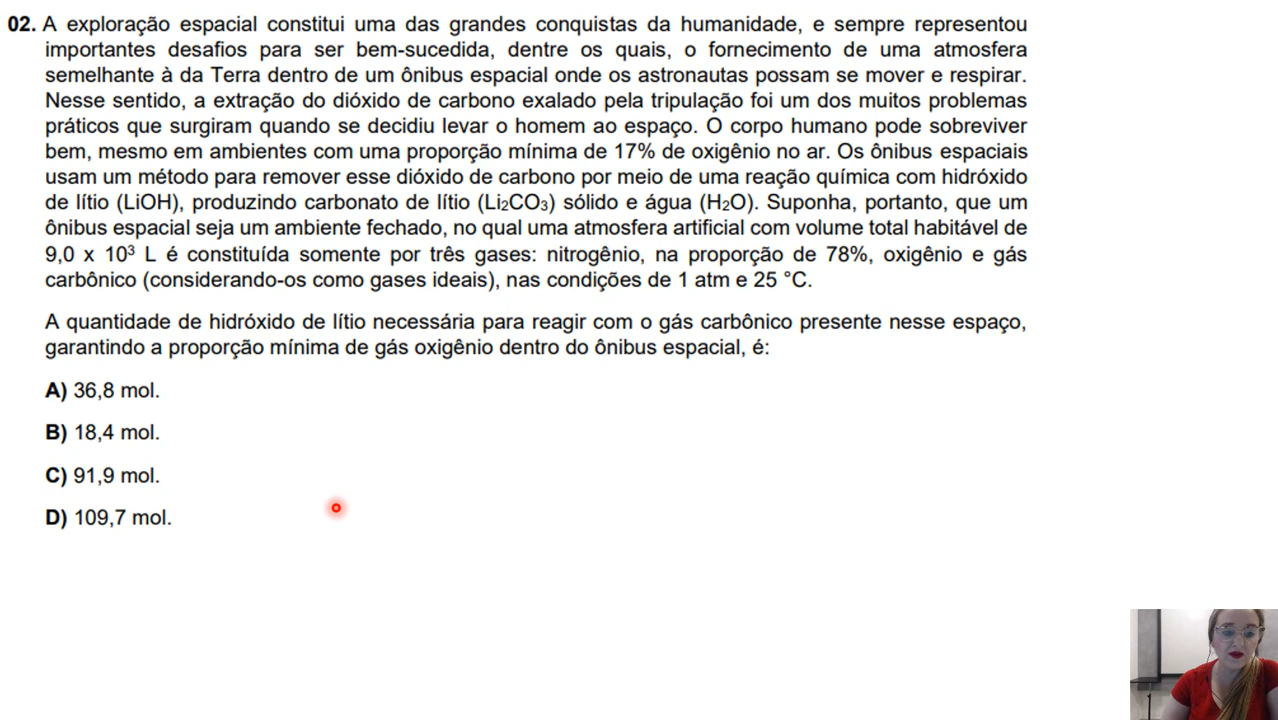 02. A exploração espacial constitui uma das grandes conquistas da humanidade, e sempre representou
importantes desafios para ser bem-sucedida, dentre os quais, o fornecimento de uma atmosfera
semelhante à da Terra dentro de um ônibus espacial onde os astronautas possam se mover e respirar.
Nesse sentido, a extração do dióxido de carbono exalado pela tripulação foi um dos muitos problemas
práticos que surgiram quando se decidiu levar o homem ao espaço. O corpo humano pode sobreviver
bem, mesmo em ambientes com uma proporção mínima de 17% de oxigênio no ar. Os ônibus espaciais
usam um método para remover esse dióxido de carbono por meio de uma reação química com hidróxido
de lítio (LiOH), produzindo carbonato de lítio (Li₂CO₃) sólido e água (H₂O). Suponha, portanto, que um
ônibus espacial seja um ambiente fechado, no qual uma atmosfera artificial com volume total habitável de
9,0 x 10³ L é constituída somente por três gases: nitrogênio, na proporção de 78%, oxigênio e gás
carbônico (considerando-os como gases ideais), nas condições de 1 atm e 25 °C.
A quantidade de hidróxido de lítio necessária para reagir com o gás carbônico presente nesse espaço,
garantindo a proporção mínima de gás oxigênio dentro do ônibus espacial, é:
A) 36,8 mol.
B) 18,4 mol.
C) 91,9 mol.
D) 109,7 mol.